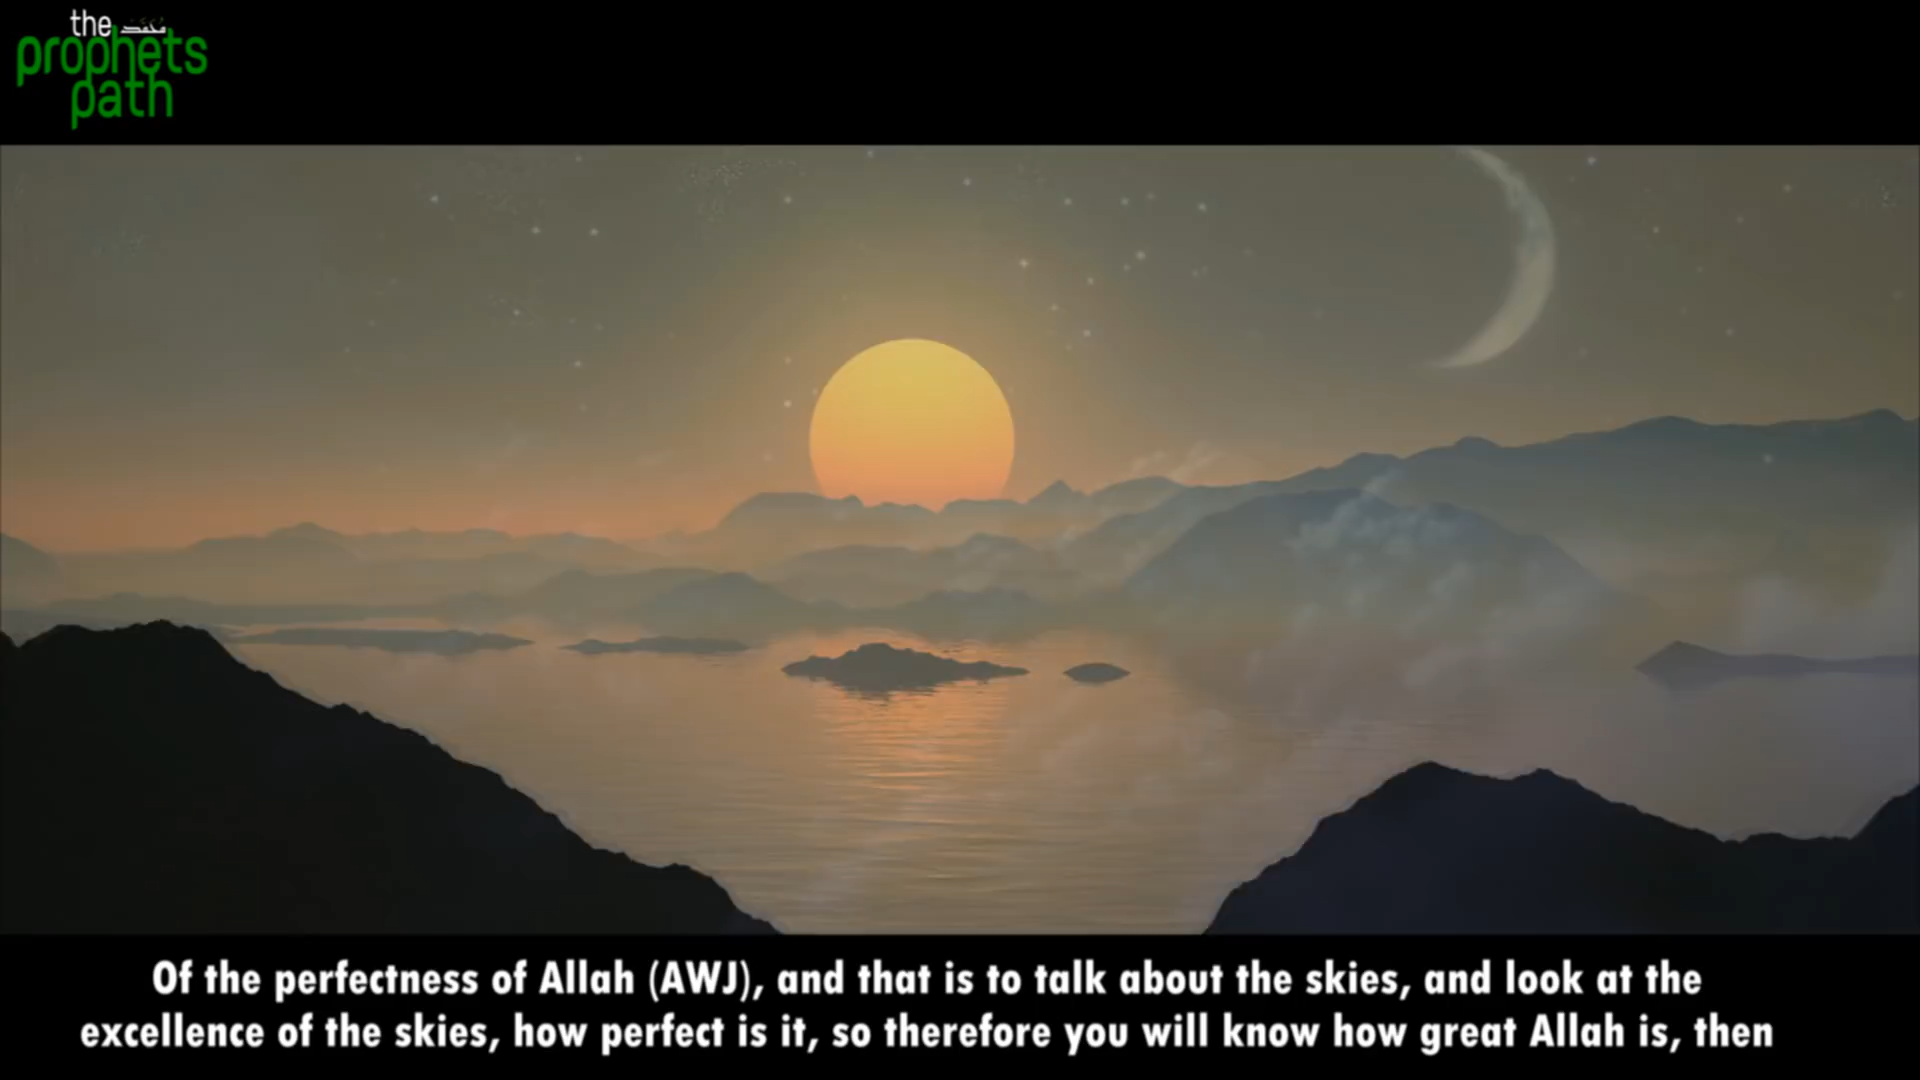 the محمد
prophets
path
Of the perfectness of Allah (AWJ), and that is to talk about the skies, and look at the
excellence of the skies, how perfect is it, so therefore you will know how great Allah is, then